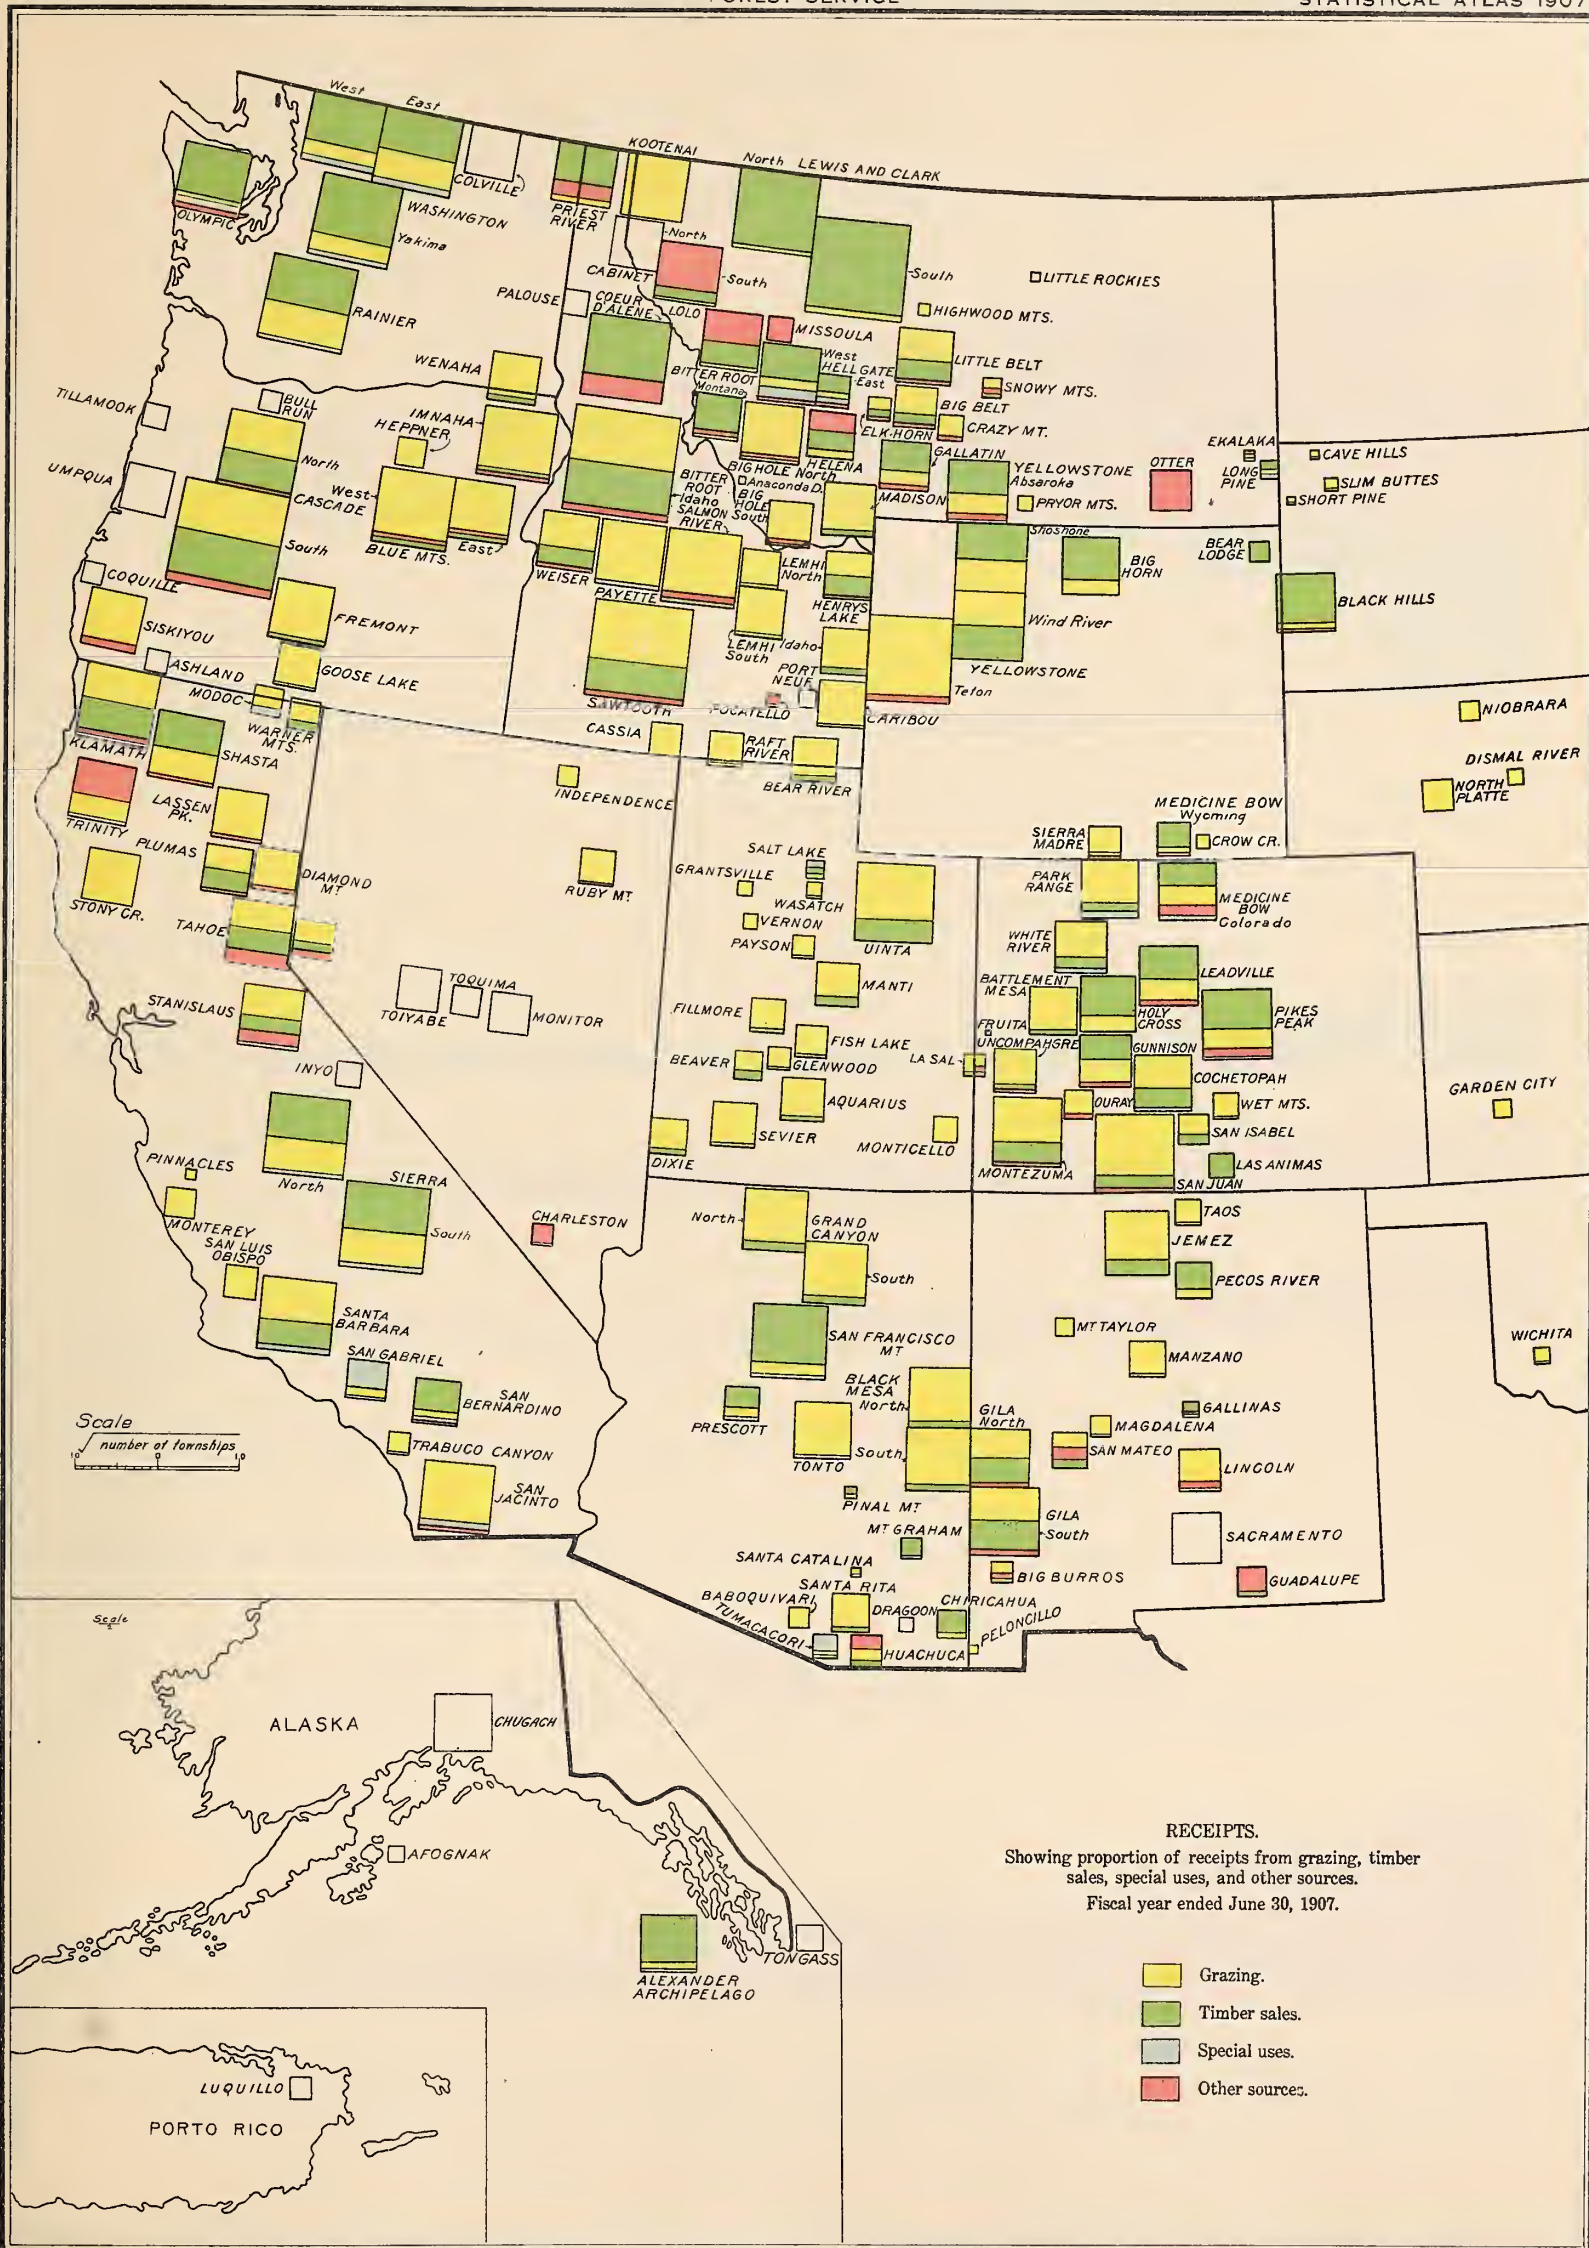 FOREST SERVICE
STATISTICAL ATLAS 1907
West
East
COLVILLE
KOOTENAI
North
LEWIS AND CLARK
OLYMPIC
WASHINGTON
Yakima
PRIEST
RIVER
North
CABINET
South
South
LITTLE ROCKIES
RAINIER
PALOUSE
COEUR
D'ALENE
LOLO
MISSOULA
HIGHWOOD MTS.
WENAHA
BITTER ROOT
Montana
West
HELL GATE
East
LITTLE BELT
SNOWY MTS.
TILLAMOOK
BULL
RUN
IMNAHA
HEPPNER
BIG BELT
ELK-HORN
CRAZY MT.
UMPQUA
North
CASCADE
West
BIG HOLE North
HELENA
GALLATIN
EKALAKA
CAVE HILLS
LONG
PINE
OTTER
SLIM BUTTES
SHORT PINE
BITTER
ROOT
Idaho
Anaconda D.
BIG
HOLE
South
MADISON
YELLOWSTONE
Absaroka
PRYOR MTS.
SALMON
RIVER
South
BLUE MTS.
East
COQUILLE
WEISER
PAYETTE
LEMHI
North
HENRYS
LAKE
Shoshone
BIG
HORN
BEAR
LODGE
BLACK HILLS
SISKIYOU
FREMONT
Wind River
YELLOWSTONE
LEMHI
South
Idaho
PORT
NEUF
Teton
ASHLAND
GOOSE LAKE
MODOC
WARNER
MTS.
SAWTOOTH
POCATELLO
CARIBOU
NIOBRARA
KLAMATH
SHASTA
CASSIA
RAFT
RIVER
BEAR RIVER
DISMAL RIVER
NORTH
PLATTE
TRINITY
LASSEN
PK.
INDEPENDENCE
MEDICINE BOW
Wyoming
SIERRA
MADRE
CROW CR.
PLUMAS
DIAMOND
MT
STONY CR.
RUBY MT.
SALT LAKE
GRANTSVILLE
WASATCH
VERNON
PAYSON
UINTA
PARK
RANGE
MEDICINE
BOW
Colorado
TAHOE
WHITE
RIVER
LEADVILLE
STANISLAUS
TOIYABE
TOQUIMA
MONITOR
MANTI
FILLMORE
FISH LAKE
BATTLEMENT
MESA
HOLY
CROSS
PIKES
PEAK
FRUITA
UNCOMPAHGRE
GUNNISON
INYO
BEAVER
GLENWOOD
LA SAL
COCHETOPAH
GARDEN CITY
AQUARIUS
OURAY
WET MTS.
SEVIER
MONTICELLO
SAN ISABEL
DIXIE
MONTEZUMA
LAS ANIMAS
SAN JUAN
PINNACLES
North
SIERRA
South
MONTEREY
SAN LUIS
OBISPO
CHARLESTON
North
GRAND
CANYON
South
TAOS
JEMEZ
PECOS RIVER
SANTA
BARBARA
SAN FRANCISCO
MT
MT TAYLOR
MANZANO
WICHITA
SAN GABRIEL
BLACK
MESA
North
GILA
North
GALLINAS
MAGDALENA
SAN MATEO
SAN
BERNARDINO
PRESCOTT
TONTO
South
LINCOLN
Scale
√ number of townships
10 0 10
TRABUCO CANYON
SAN
JACINTO
PINAL MT
GILA
South
MT GRAHAM
SACRAMENTO
SANTA CATALINA
BIG BURROS
GUADALUPE
SANTA RITA
BABOQUIVARI
TUMACACORI
DRAGOON
CHIRICAHUA
PELONCILLO
HUACHUCA
Scale
ALASKA
CHUGACH
AFOGNAK
ALEXANDER
ARCHIPELAGO
TONGASS
LUQUILLO
PORTO RICO
RECEIPTS.
Showing proportion of receipts from grazing, timber
sales, special uses, and other sources.
Fiscal year ended June 30, 1907.
Grazing.
Timber sales.
Special uses.
Other sources.